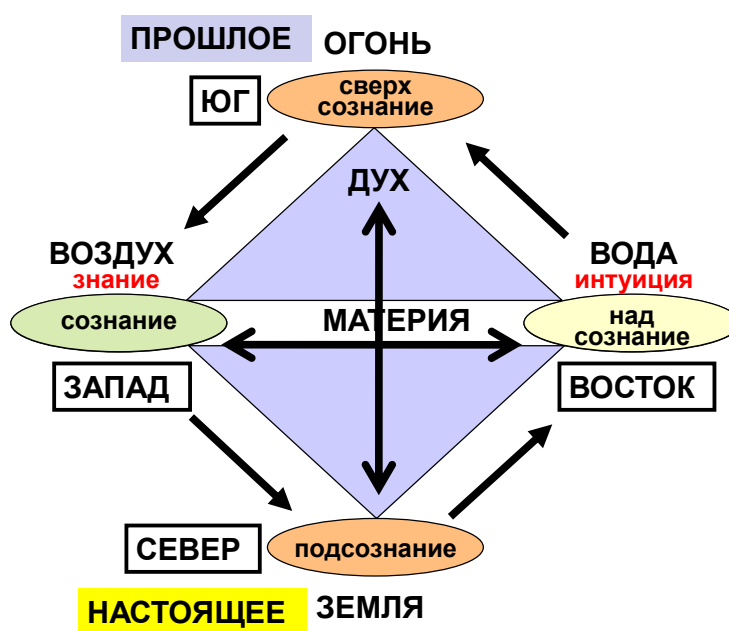 ПРОШЛОЕ ОГОНЬ
ЮГ
сверх
сознание
ДУХ
ВОЗДУХ
знание
сознание
ЗАПАД
МАТЕРИЯ
ВОДА
интуиция
над
сознание
ВОСТОК
СЕВЕР
подсознание
НАСТОЯЩЕЕ ЗЕМЛЯ